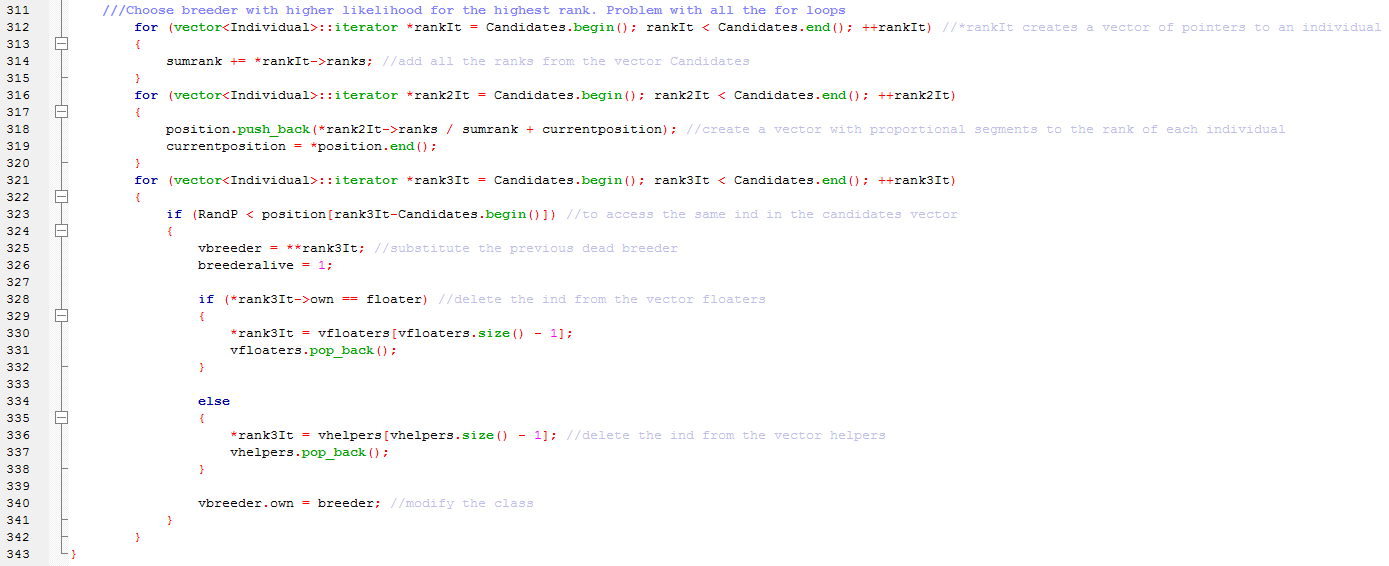 311 ///Choose breeder with higher likelihood for the highest rank. Problem with all the for loops
312 for (vector<Individual>::iterator *rankIt = Candidates.begin(); rankIt < Candidates.end(); ++rankIt) //*rankIt creates a vector of pointers to an individual
313 {
314 sumrank += *rankIt->ranks; //add all the ranks from the vector Candidates
315 }
316 for (vector<Individual>::iterator *rank2It = Candidates.begin(); rank2It < Candidates.end(); ++rank2It)
317 {
318 position.push_back(*rank2It->ranks / sumrank + currentposition); //create a vector with proportional segments to the rank of each individual
319 currentposition = *position.end();
320 }
321 for (vector<Individual>::iterator *rank3It = Candidates.begin(); rank3It < Candidates.end(); ++rank3It)
322 {
323 if (RandP < position[rank3It-Candidates.begin()]) //to access the same ind in the candidates vector
324 {
325 vbreeder = **rank3It; //substitute the previous dead breeder
326 breederalive = 1;
327
328 if (*rank3It->own == floater) //delete the ind from the vector floaters
329 {
330 *rank3It = vfloaters[vfloaters.size() - 1];
331 vfloaters.pop_back();
332 }
333
334 else
335 {
336 *rank3It = vhelpers[vhelpers.size() - 1]; //delete the ind from the vector helpers
337 vhelpers.pop_back();
338 }
339
340 vbreeder.own = breeder; //modify the class
341 }
342 }
343 }